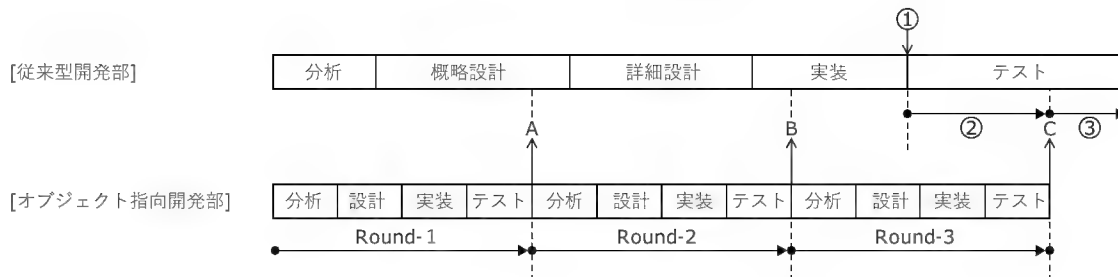 ①
[従来型開発部] 分析 概略設計 詳細設計 実装 テスト
② ③
A B C
[オブジェクト指向開発部] 分析 設計 実装 テスト 分析 設計 実装 テスト 分析 設計 実装 テスト
Round-1 Round-2 Round-3